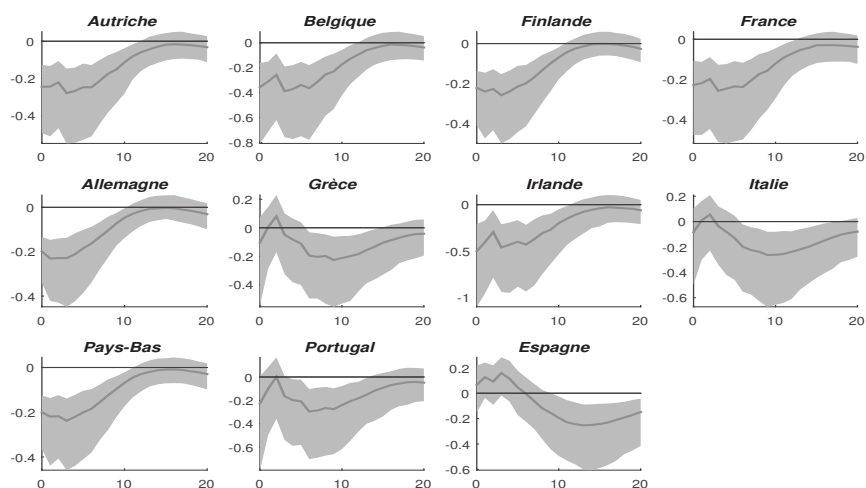 Autriche Belgique Finlande France
0 0 0 0
-0.2 -0.2 -0.2 -0.2
-0.4 -0.4 -0.4 -0.4
-0.6
-0.8
0 10 20 0 10 20 0 10 20 0 10 20
Allemagne Grèce Irlande Italie
0 0.2 0 0.2
-0.2 0 -0.5 0
-0.4 -0.2 -1 -0.2
-0.4 -0.4
-0.6
0 10 20 0 10 20 0 10 20 0 10 20
Pays-Bas Portugal Espagne
0 0 0.2
-0.2 -0.2 0
-0.4 -0.4 -0.2
-0.6 -0.4
-0.6
0 10 20 0 10 20 0 10 20